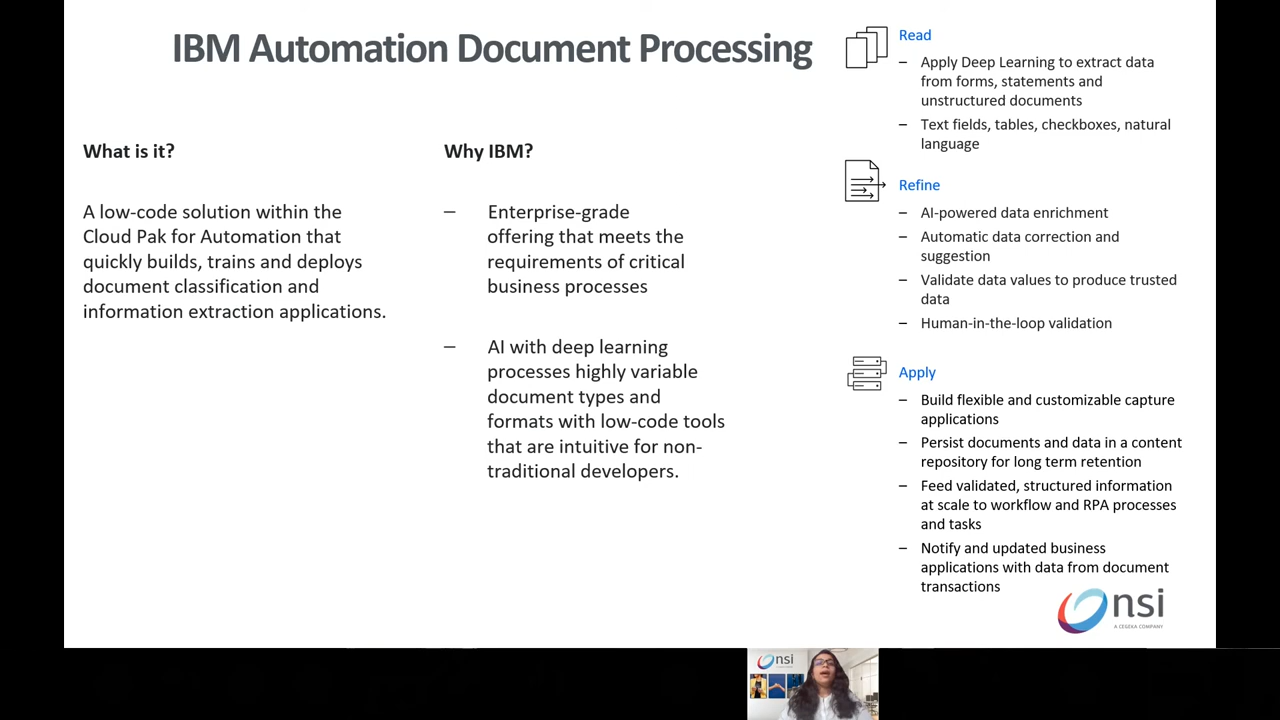 IBM Automation Document Processing
What is it?
A low-code solution within the
Cloud Pak for Automation that
quickly builds, trains and deploys
document classification and
information extraction applications.
Why IBM?
– Enterprise-grade
offering that meets the
requirements of critical
business processes
– AI with deep learning
processes highly variable
document types and
formats with low-code tools
that are intuitive for non-
traditional developers.
Read
– Apply Deep Learning to extract data
from forms, statements and
unstructured documents
– Text fields, tables, checkboxes, natural
language
Refine
– AI-powered data enrichment
– Automatic data correction and
suggestion
– Validate data values to produce trusted
data
– Human-in-the-loop validation
Apply
– Build flexible and customizable capture
applications
– Persist documents and data in a content
repository for long term retention
– Feed validated, structured information
at scale to workflow and RPA processes
and tasks
– Notify and updated business
applications with data from document
transactions
nsi
A CEGEKA COMPANY
nsi